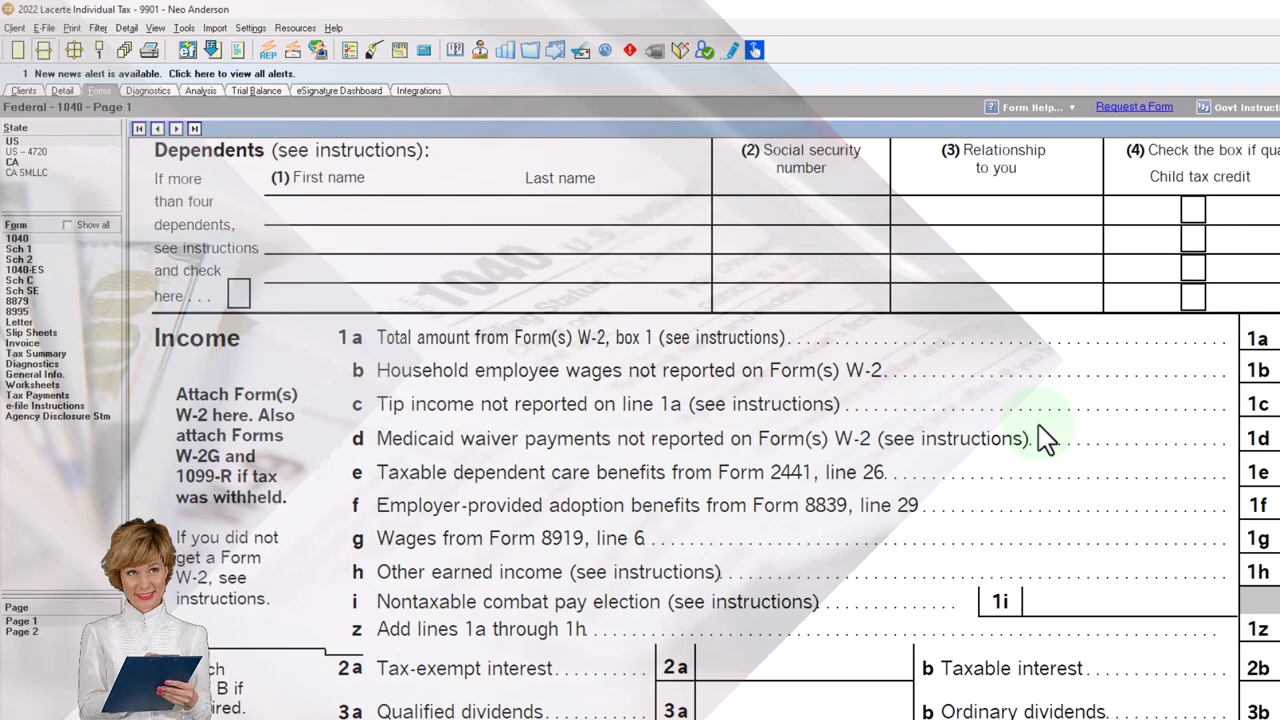 2022 Lacerte Individual Tax - 9901 - Neo Anderson
Client E-File Print Filter Detail View Tools Import Settings Resources Help
1 New news alert is available. Click here to view all alerts.
Clients Detail Forms Diagnostics Analysis Trial Balance eSignature Dashboard Integrations
Federal - 1040 - Page 1
? Form Help... Request a Form Govt Instructi
State
US
US -- 4720
CA
CA SMLLC
Form Show all
1040
Sch 1
Sch 2
1040-ES
Sch C
Sch SE
8879
8995
Letter
Slip Sheets
Invoice
Tax Summary
Diagnostics
General Info.
Worksheets
Tax Payments
e-file Instructions
Agency Disclosure Stm
Page
Page 1
Page 2
Dependents (see instructions):
(2) Social security number
(3) Relationship to you
(4) Check the box if qua
Child tax credit
(1) First name Last name
If more
than four
dependents,
see instructions
and check
here . . .
Income
Attach Form(s)
W-2 here. Also
attach Forms
W-2G and
1099-R if tax
was withheld.
If you did not
get a Form
W-2, see
instructions.
1a Total amount from Form(s) W-2, box 1 (see instructions) 1a
b Household employee wages not reported on Form(s) W-2 1b
c Tip income not reported on line 1a (see instructions) 1c
d Medicaid waiver payments not reported on Form(s) W-2 (see instructions) 1d
e Taxable dependent care benefits from Form 2441, line 26 1e
f Employer-provided adoption benefits from Form 8839, line 29 1f
g Wages from Form 8919, line 6 1g
h Other earned income (see instructions) 1h
i Nontaxable combat pay election (see instructions) 1i
z Add lines 1a through 1h 1z
2a Tax-exempt interest 2a b Taxable interest 2b
B if
3a Qualified dividends 3a b Ordinary dividends 3b
1040